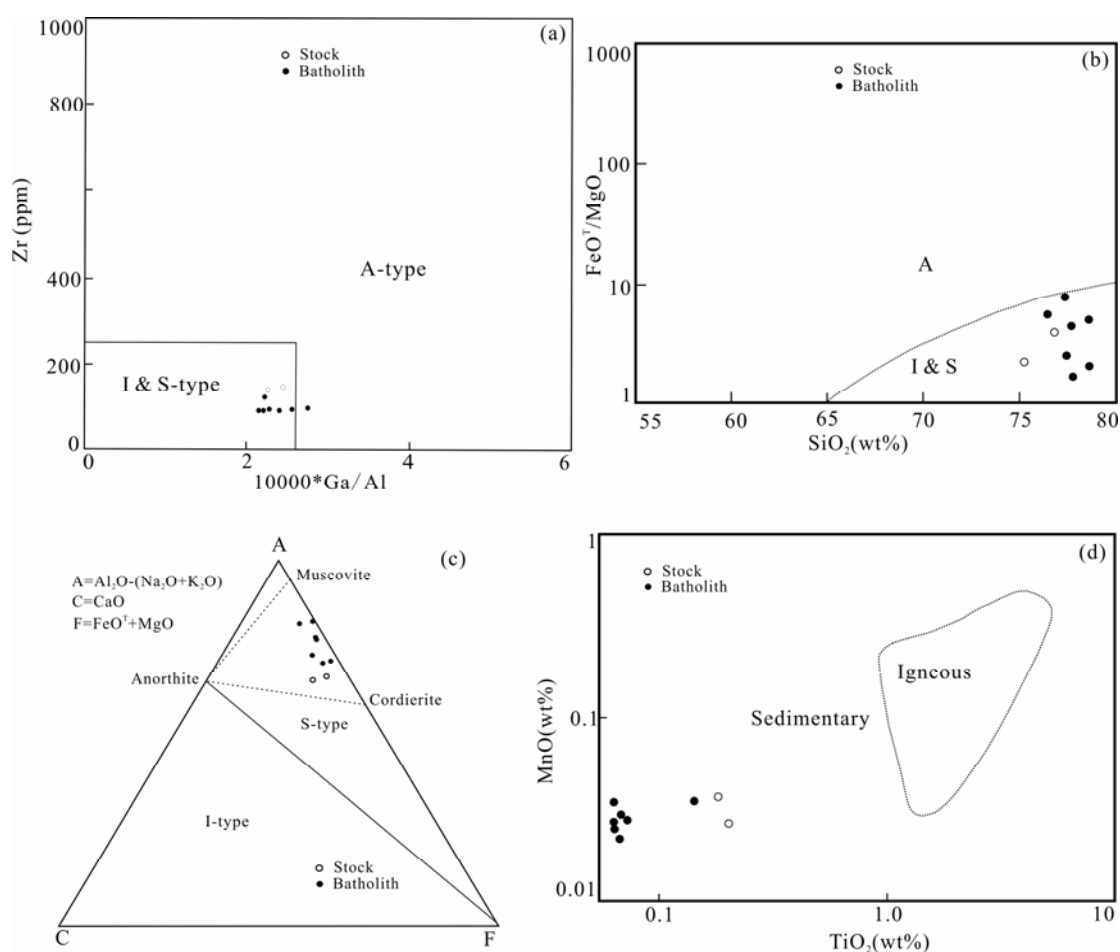 (a)
1000
800
400
200
0
Zr (ppm)
Stock
Batholith
A-type
I & S-type
0
2
4
6
10000*Ga/Al
(b)
1000
100
10
1
FeOᵀ/MgO
Stock
Batholith
A
I & S
55
60
65
70
75
80
SiO₂(wt%)
(c)
A
A=Al₂O-(Na₂O+K₂O)
C=CaO
F=FeOᵀ+MgO
Muscovite
Anorthite
Cordierite
S-type
I-type
Stock
Batholith
C
F
(d)
1
0.1
0.01
MnO(wt%)
Stock
Batholith
Igncous
Sedimentary
0.1
1.0
10
TiO₂(wt%)